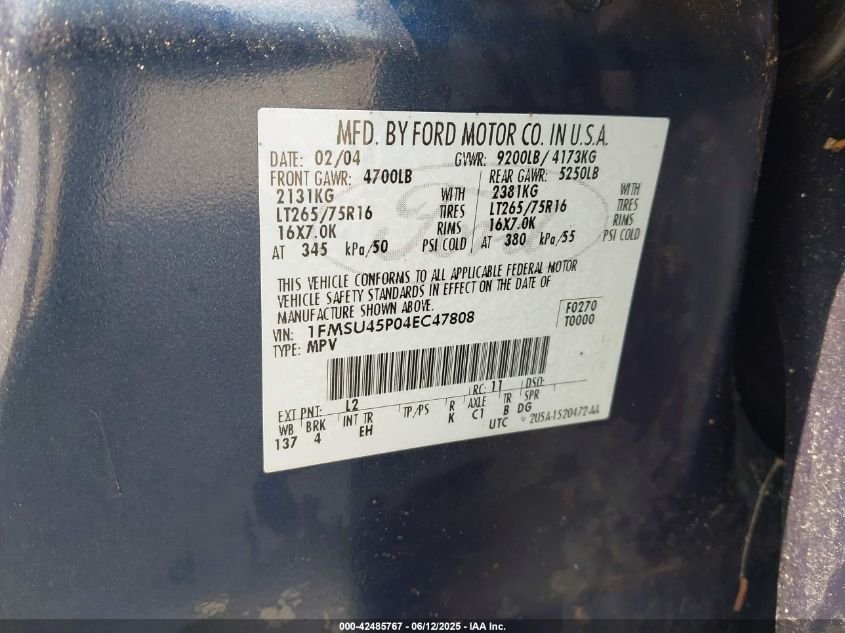 MFD. BY FORD MOTOR CO. IN U.S.A.
DATE: 02/04 GVWR: 9200LB/ 4173KG
FRONT GAWR: 4700LB REAR GAWR: 5250LB
2131KG WITH 2381KG WITH
LT265/75R16 TIRES LT265/75R16 TIRES
16X7.0K RIMS 16X7.0K RIMS
AT 345 kPa/50 PSI COLD AT 380 kPa/55 PSI COLD
Ford
THIS VEHICLE CONFORMS TO ALL APPLICABLE FEDERAL MOTOR
VEHICLE SAFETY STANDARDS IN EFFECT ON THE DATE OF
MANUFACTURE SHOWN ABOVE.
VIN: 1FMSU45P04EC47808 F0270
TYPE: MPV T0000
RC: 11 DSO:
EXT PNT: L2
WB BRK INT TR TP/PS R AXLE TR SPR
137 4 EH K C1 B DG
UTC 2USA-1520472-AA
000-42485767 - 06/12/2025 - IAA Inc.